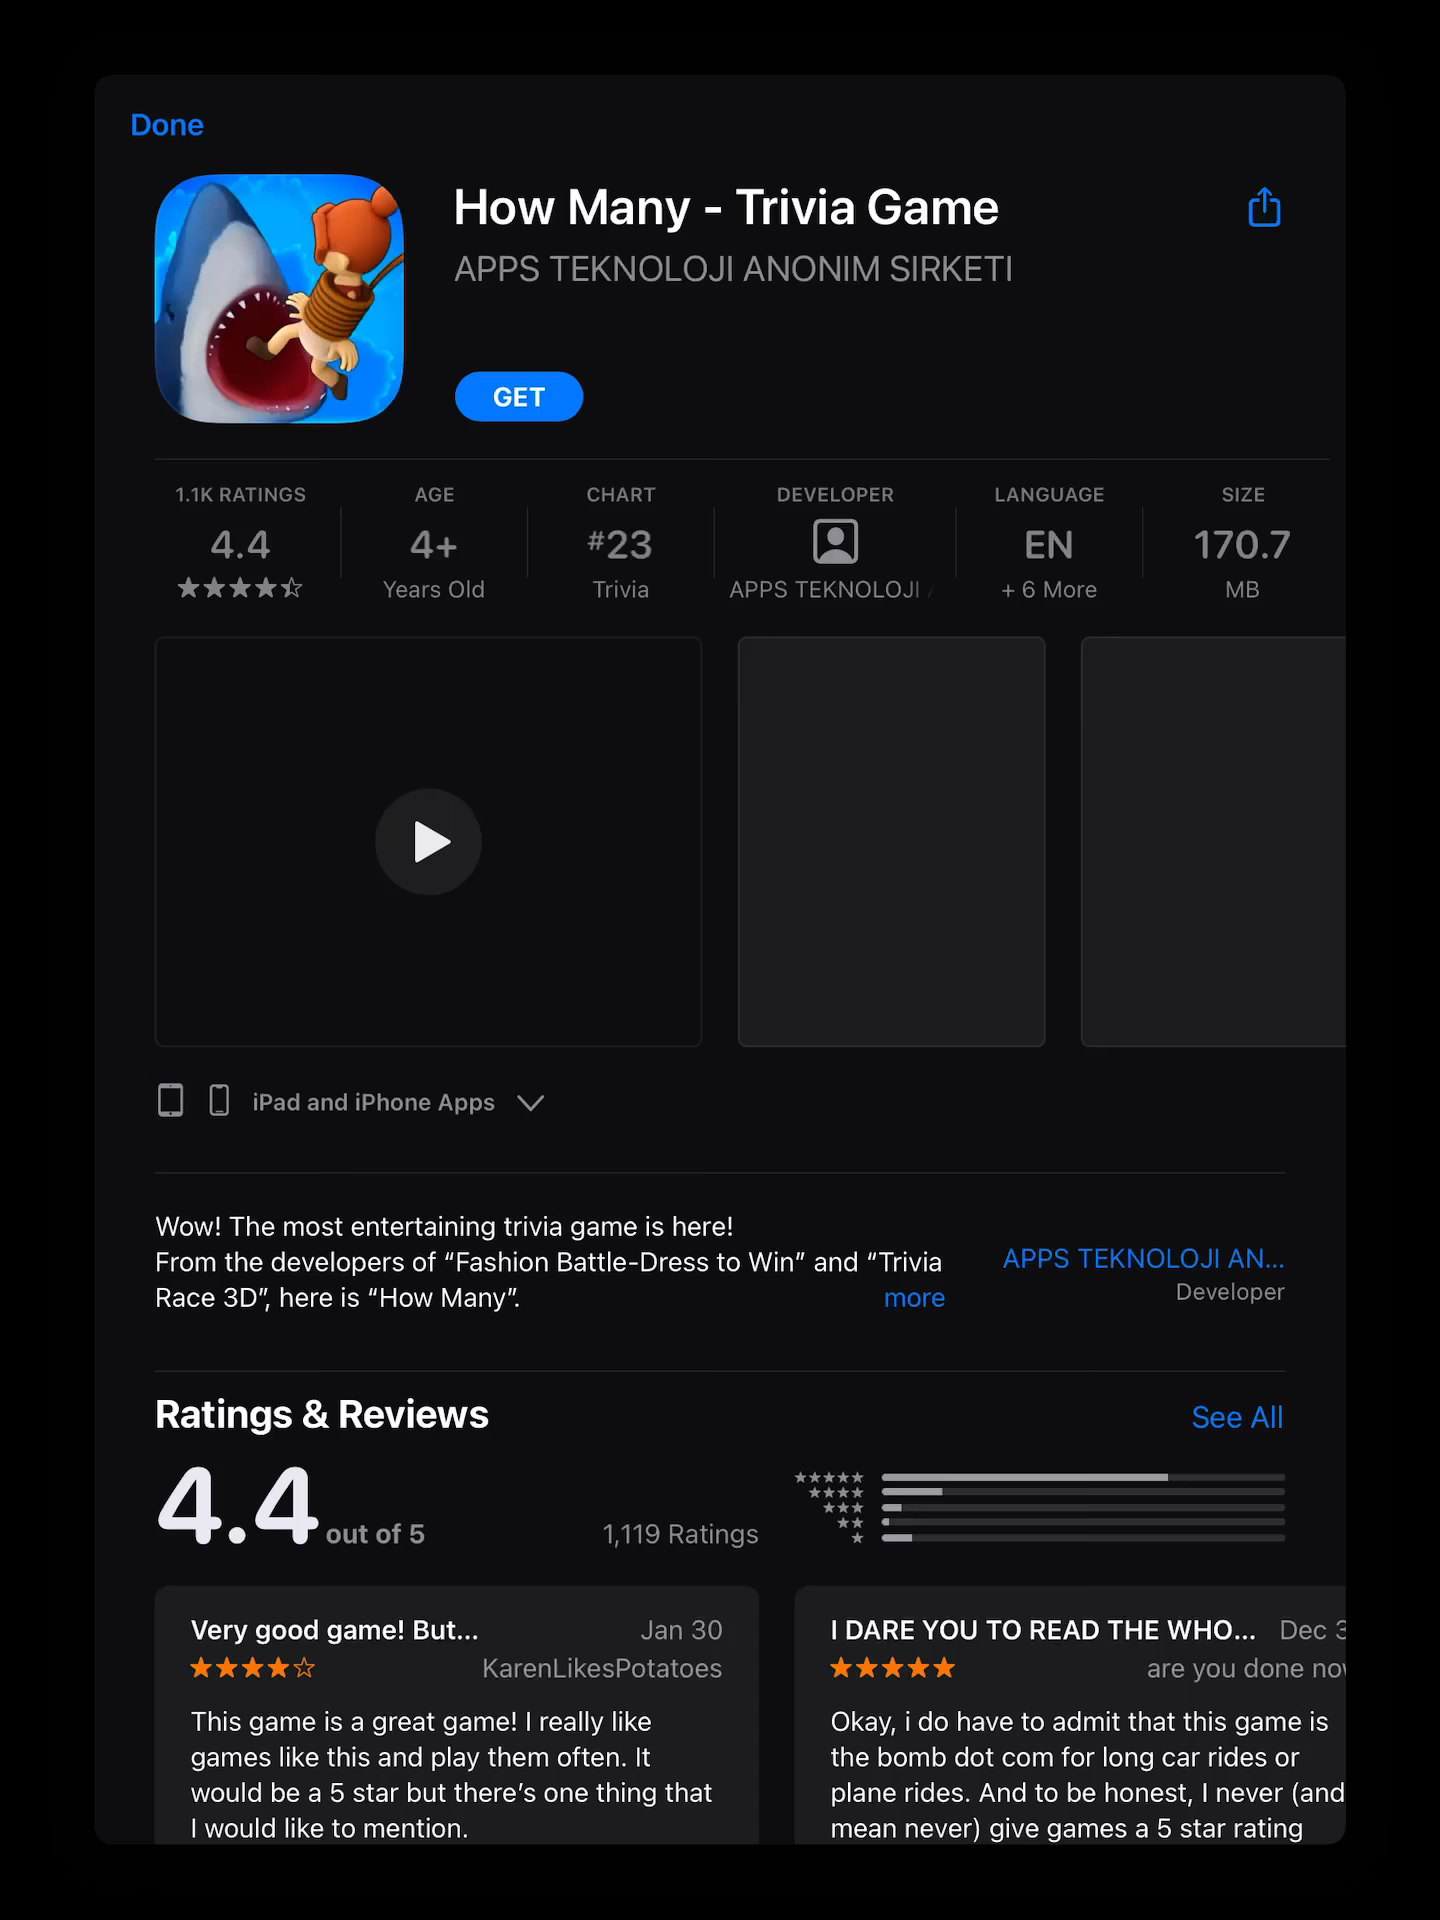 Done
How Many - Trivia Game
APPS TEKNOLOJI ANONIM SIRKETI
GET
1.1K RATINGS
4.4
AGE
4+
Years Old
CHART
#23
Trivia
DEVELOPER
APPS TEKNOLOJI
LANGUAGE
EN
+ 6 More
SIZE
170.7
MB
iPad and iPhone Apps
Wow! The most entertaining trivia game is here!
From the developers of “Fashion Battle-Dress to Win” and “Trivia
Race 3D”, here is “How Many”.
more
APPS TEKNOLOJI AN...
Developer
Ratings & Reviews
See All
4.4 out of 5
1,119 Ratings
Very good game! But...
Jan 30
KarenLikesPotatoes
This game is a great game! I really like
games like this and play them often. It
would be a 5 star but there’s one thing that
I would like to mention.
I DARE YOU TO READ THE WHO...
Dec 3
are you done no
Okay, i do have to admit that this game is
the bomb dot com for long car rides or
plane rides. And to be honest, I never (and
mean never) give games a 5 star rating